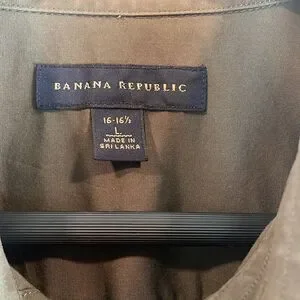 BANANA REPUBLIC
16-16½
L
MADE IN
SRI LANKA